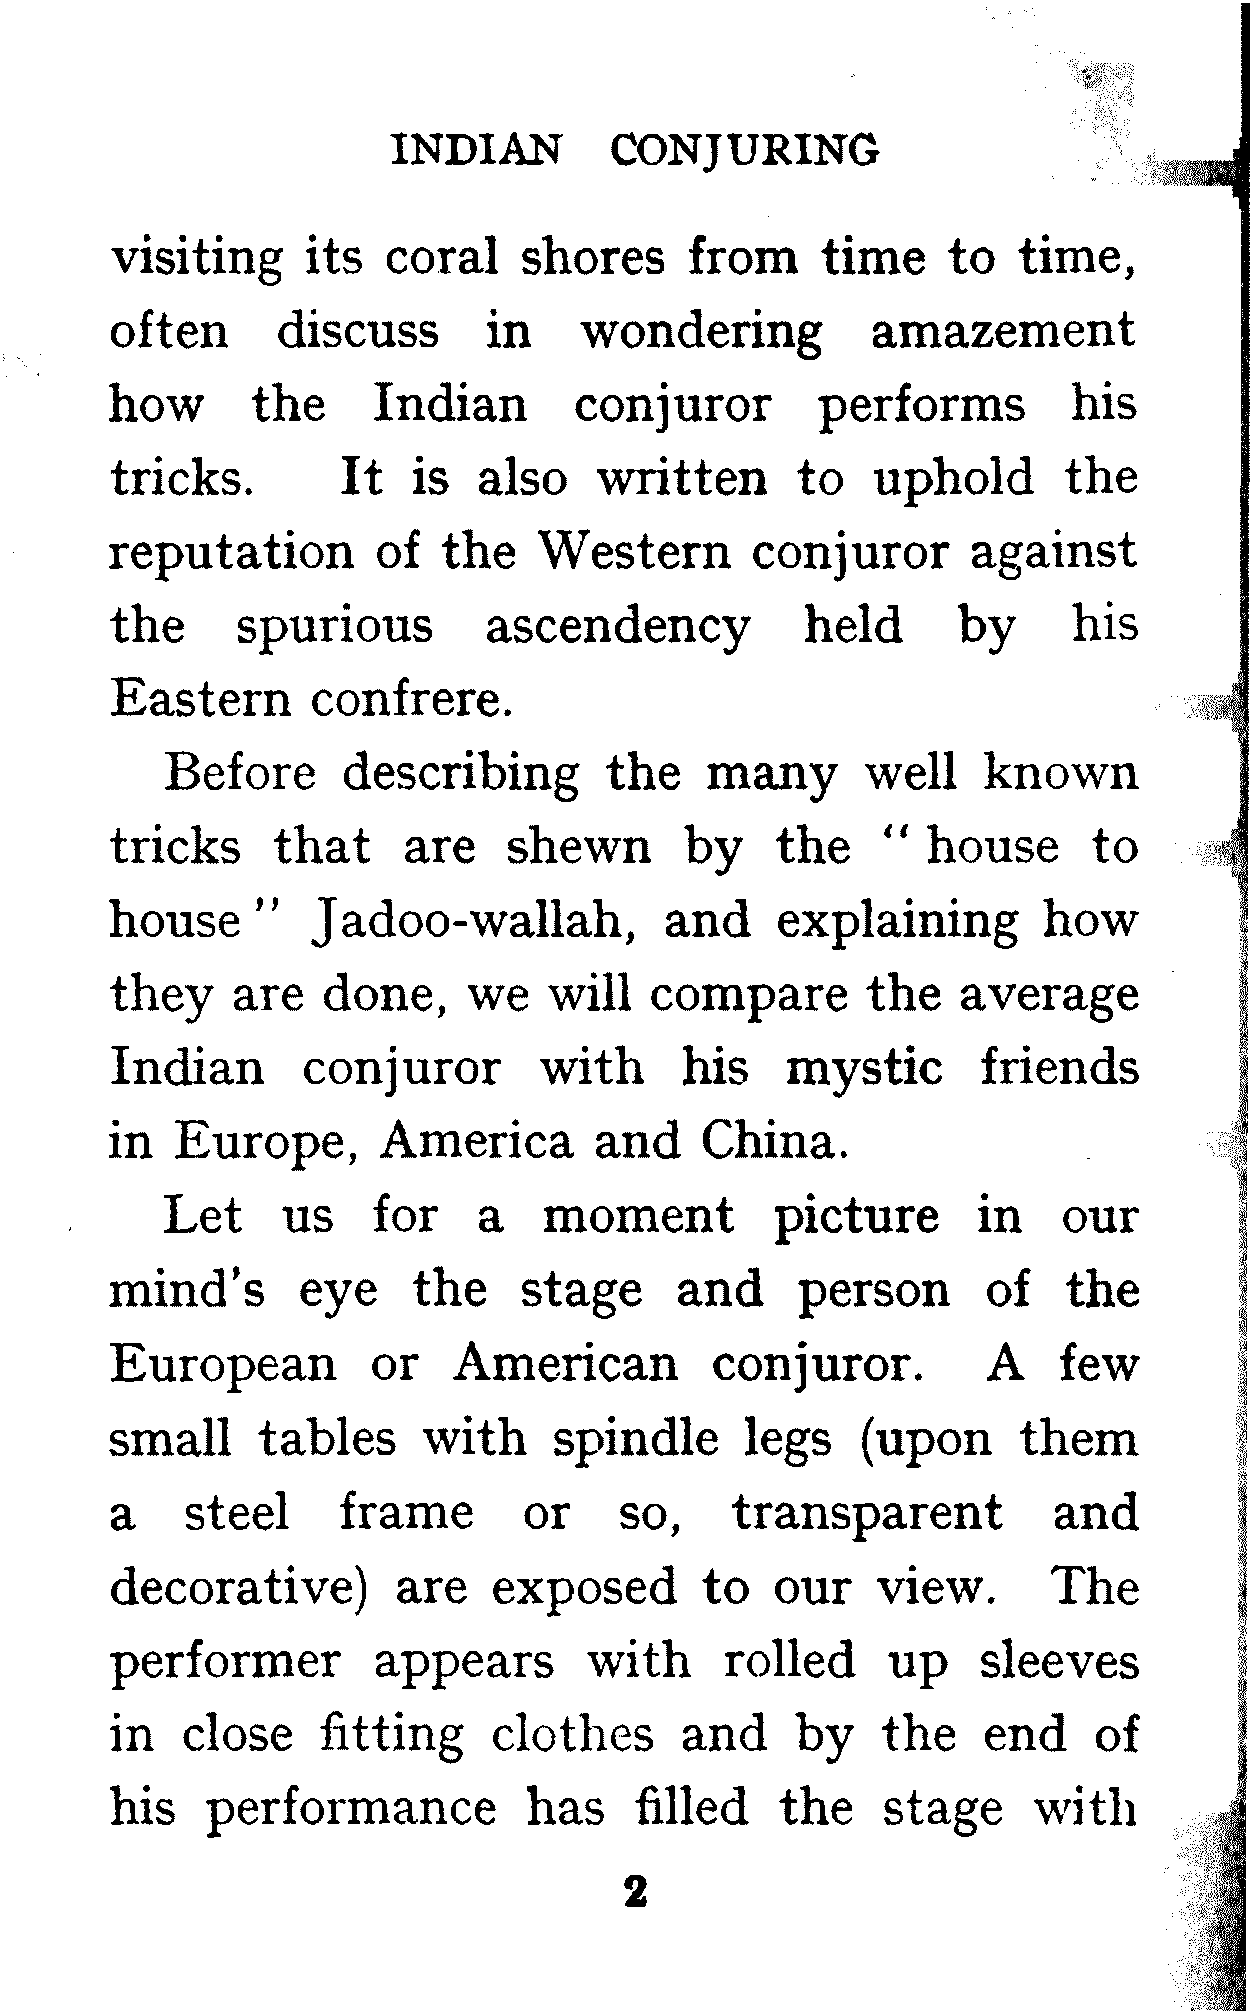 INDIAN CONJURING
visiting its coral shores from time to time,
often discuss in wondering amazement
how the Indian conjuror performs his
tricks. It is also written to uphold the
reputation of the Western conjuror against
the spurious ascendency held by his
Eastern confrere.
Before describing the many well known
tricks that are shewn by the “ house to
house ” Jadoo-wallah, and explaining how
they are done, we will compare the average
Indian conjuror with his mystic friends
in Europe, America and China.
Let us for a moment picture in our
mind's eye the stage and person of the
European or American conjuror. A few
small tables with spindle legs (upon them
a steel frame or so, transparent and
decorative) are exposed to our view. The
performer appears with rolled up sleeves
in close fitting clothes and by the end of
his performance has filled the stage with
2